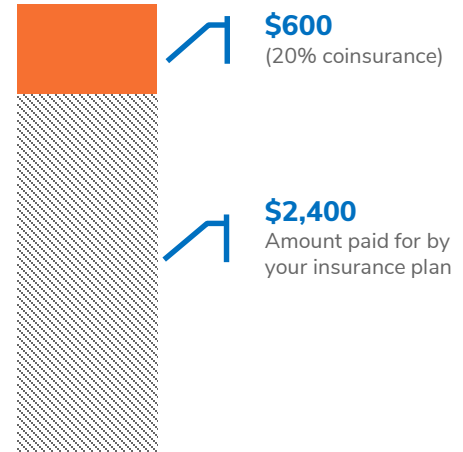 $600
(20% coinsurance)
$2,400
Amount paid for by
your insurance plan